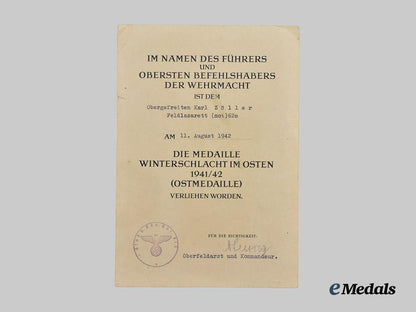 IM NAMEN DES FÜHRERS
UND
OBERSTEN BEFEHLSHABERS
DER WEHRMACHT
IST DEM
Obergefreiten Karl Z ö l l e r
Feldlazarett (mot)62m
AM 11. August 1942
DIE MEDAILLE
WINTERSCHLACHT IM OSTEN
1941/42
(OSTMEDAILLE)
VERLIEHEN WORDEN.
FÜR DIE RICHTIGKEIT:
Oberfeldarzt und Kommandeur.
eMedals